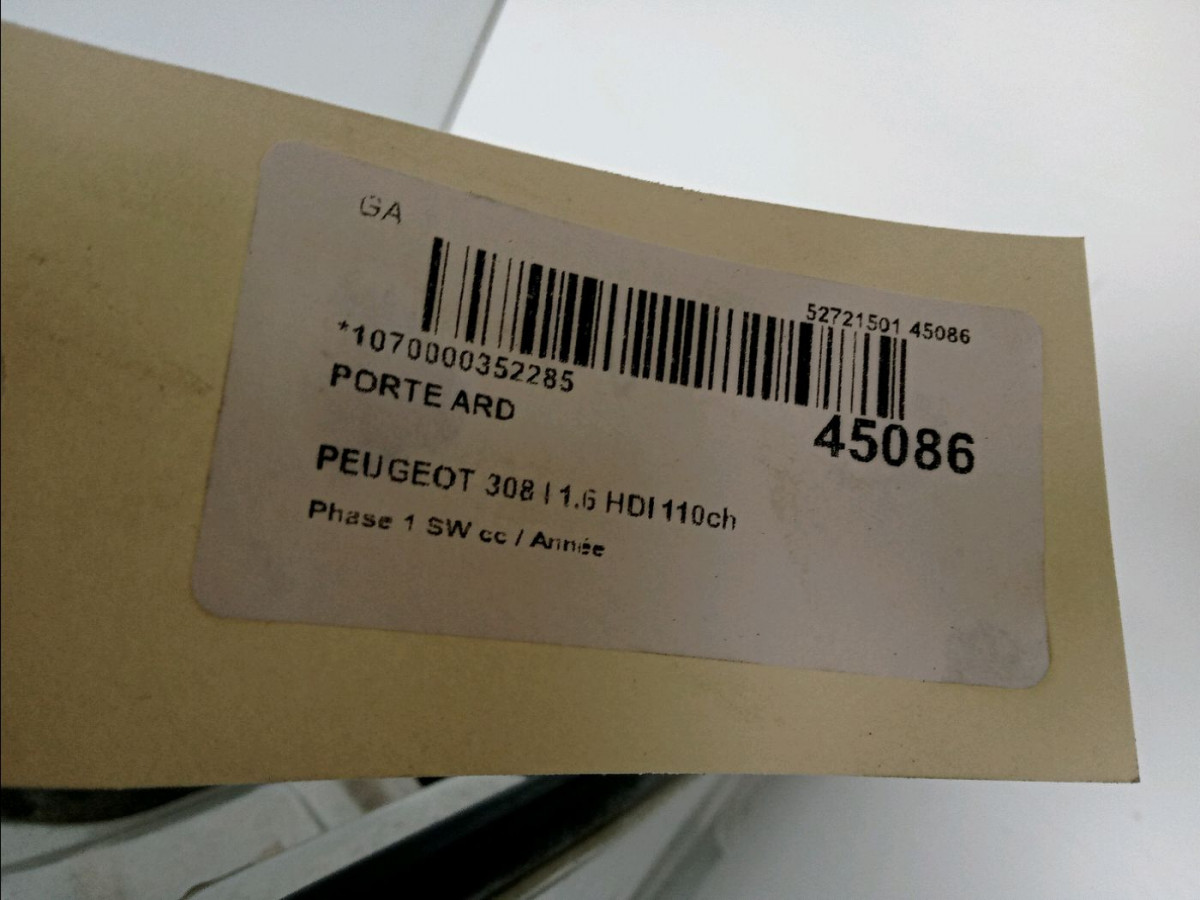 GA
52721501 45086
*1070000352285
PORTE ARD
45086
PEUGEOT 308 I 1.6 HDI 110ch
Phase 1 SW cc / Année